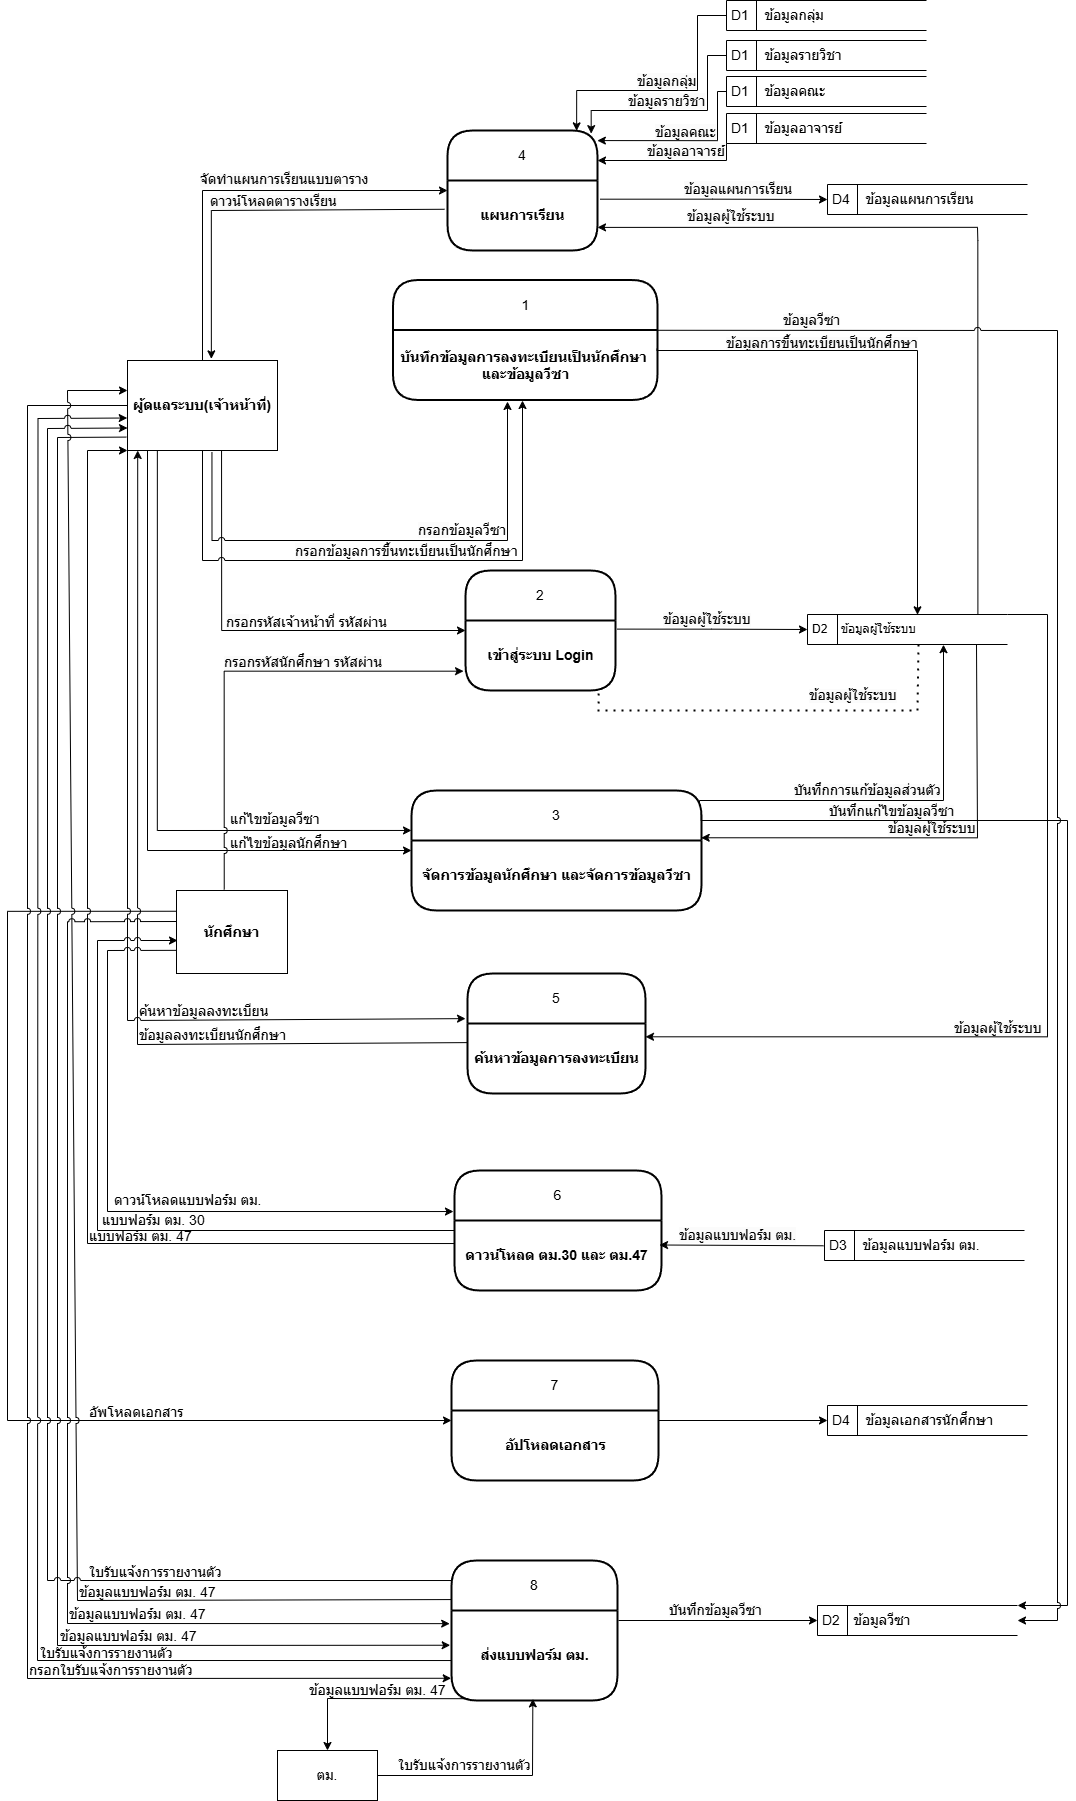 D1 ข้อมูลกลุ่ม
D1 ข้อมูลรายวิชา
ข้อมูลกลุ่ม
D1 ข้อมูลคณะ
ข้อมูลรายวิชา
D1 ข้อมูลอาจารย์
ข้อมูลคณะ
ข้อมูลอาจารย์
4
แผนการเรียน
จัดทำแผนการเรียนแบบตาราง
ดาวน์โหลดตารางเรียน
ข้อมูลแผนการเรียน
D4 ข้อมูลแผนการเรียน
ข้อมูลผู้ใช้ระบบ
1
บันทึกข้อมูลการลงทะเบียนเป็นนักศึกษา
และข้อมูลวีซา
ข้อมูลวีซา
ข้อมูลการขึ้นทะเบียนเป็นนักศึกษา
ผู้ดแลระบบ(เจ้าหน้าที่)
กรอกข้อมูลวีซา
กรอกข้อมูลการขึ้นทะเบียนเป็นนักศึกษา
2
เข้าสู่ระบบ Login
กรอกรหัสเจ้าหน้าที่ รหัสผ่าน
ข้อมูลผู้ใช้ระบบ
D2 ข้อมูลผู้ใช้ระบบ
กรอกรหัสนักศึกษา รหัสผ่าน
ข้อมูลผู้ใช้ระบบ
บันทึกการแก้ข้อมูลส่วนตัว
บันทึกแก้ไขข้อมูลวีซา
ข้อมูลผู้ใช้ระบบ
3
จัดการข้อมูลนักศึกษา และจัดการข้อมูลวีซา
แก้ไขข้อมูลวีซา
แก้ไขข้อมูลนักศึกษา
นักศึกษา
5
ค้นหาข้อมูลการลงทะเบียน
ค้นหาข้อมูลลงทะเบียน
ข้อมูลลงทะเบียนนักศึกษา
ข้อมูลผู้ใช้ระบบ
6
ดาวน์โหลด ตม.30 และ ตม.47
ดาวน์โหลดแบบฟอร์ม ตม.
แบบฟอร์ม ตม. 30
แบบฟอร์ม ตม. 47
ข้อมูลแบบฟอร์ม ตม.
D3 ข้อมูลแบบฟอร์ม ตม.
7
อัปโหลดเอกสาร
อัพโหลดเอกสาร
D4 ข้อมูลเอกสารนักศึกษา
8
ส่งแบบฟอร์ม ตม.
ใบรับแจ้งการรายงานตัว
ข้อมูลแบบฟอร์ม ตม. 47
ข้อมูลแบบฟอร์ม ตม. 47
ข้อมูลแบบฟอร์ม ตม. 47
ใบรับแจ้งการรายงานตัว
กรอกใบรับแจ้งการรายงานตัว
บันทึกข้อมูลวีซา
D2 ข้อมูลวีซา
ข้อมูลแบบฟอร์ม ตม. 47
ใบรับแจ้งการรายงานตัว
ตม.